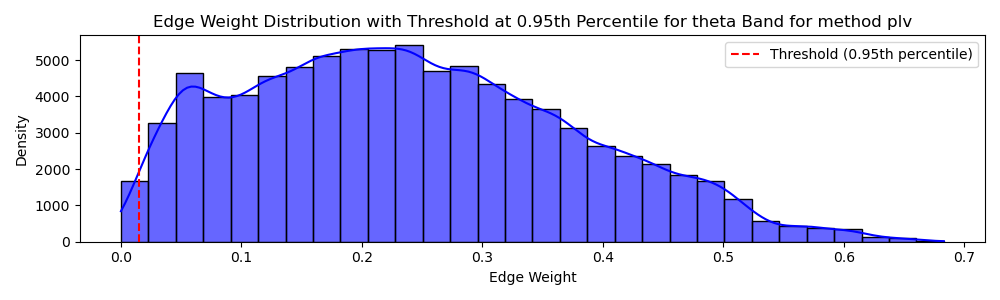 Edge Weight Distribution with Threshold at 0.95th Percentile for theta Band for method plv
Threshold (0.95th percentile)
Density
5000
4000
3000
2000
1000
0
0.0 0.1 0.2 0.3 0.4 0.5 0.6 0.7
Edge Weight